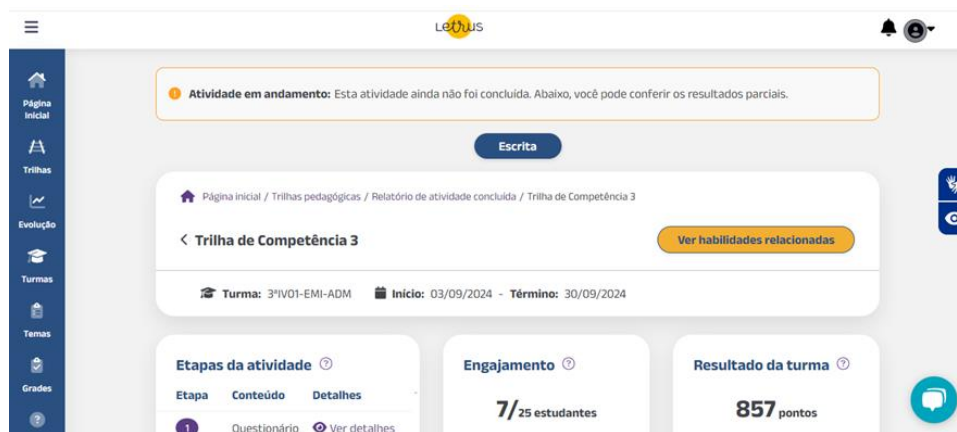 Letrus
Atividade em andamento: Esta atividade ainda não foi concluída. Abaixo, você pode conferir os resultados parciais.
Escrita
Página inicial
Trilhas
Evolução
Turmas
Temas
Grades
Página inicial / Trilhas pedagógicas / Relatório de atividade concluída / Trilha de Competência 3
Trilha de Competência 3
Ver habilidades relacionadas
Turma: 3ªIV01-EMI-ADM Início: 03/09/2024 - Término: 30/09/2024
Etapas da atividade ?
Etapa Conteúdo Detalhes
1 Questionário Ver detalhes
Engajamento ?
7/25 estudantes
Resultado da turma ?
857 pontos